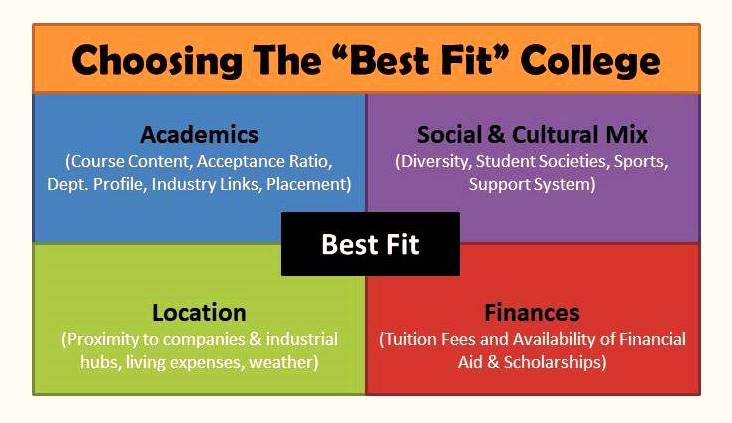 Choosing The “Best Fit” College
Academics
(Course Content, Acceptance Ratio,
Dept. Profile, Industry Links, Placement)
Social & Cultural Mix
(Diversity, Student Societies, Sports,
Support System)
Best Fit
Location
(Proximity to companies & industrial
hubs, living expenses, weather)
Finances
(Tuition Fees and Availability of Financial
Aid & Scholarships)